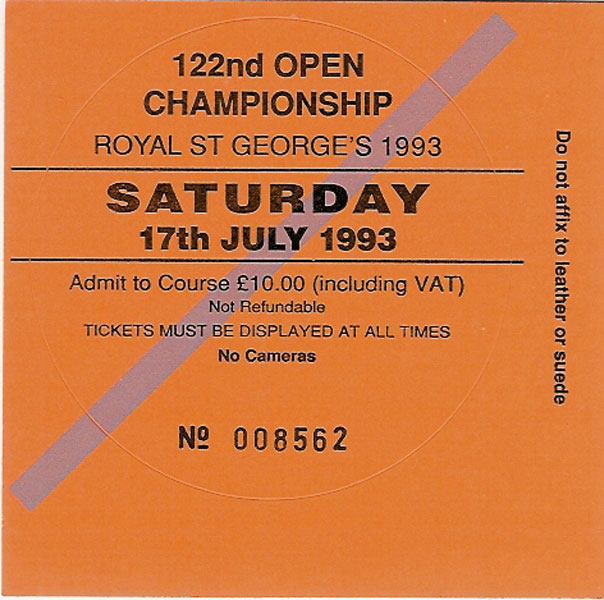 122nd OPEN
CHAMPIONSHIP
ROYAL ST GEORGE'S 1993
SATURDAY
17th JULY 1993
Admit to Course £10.00 (including VAT)
Not Refundable
TICKETS MUST BE DISPLAYED AT ALL TIMES
No Cameras
Nº 008562
Do not affix to leather or suede